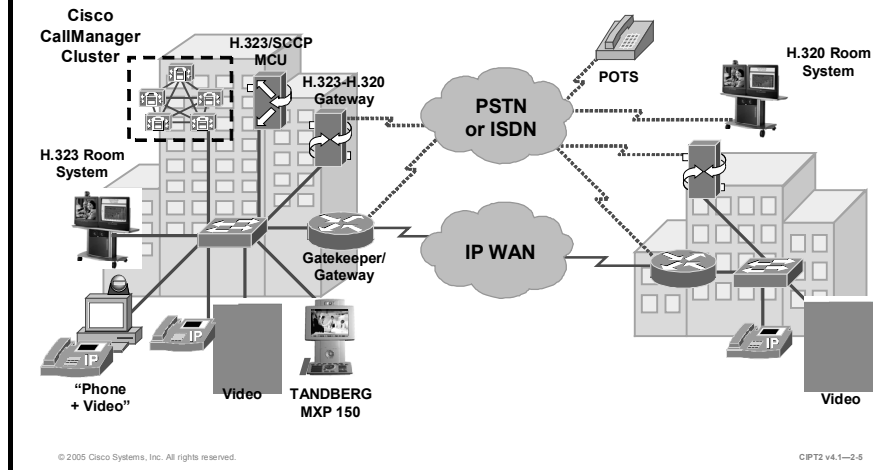 Cisco
CallManager
Cluster
H.323/SCCP
MCU
H.323-H.320
Gateway
PSTN
or ISDN
POTS
H.320 Room
System
H.323 Room
System
Gatekeeper/
Gateway
IP WAN
IP
IP
IP
"Phone
+ Video"
Video
TANDBERG
MXP 150
Video
© 2005 Cisco Systems, Inc. All rights reserved.
CIPT2 v4.1—2-5